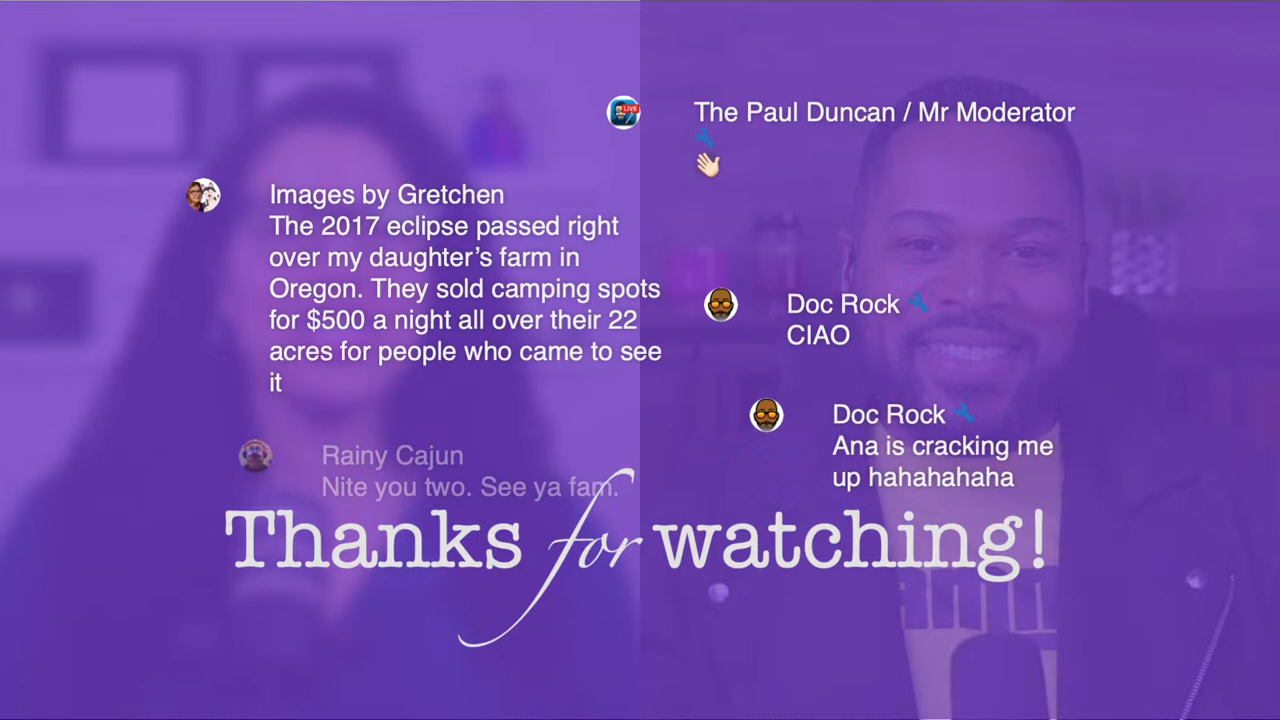 LIVE
The Paul Duncan / Mr Moderator
Images by Gretchen
The 2017 eclipse passed right
over my daughter’s farm in
Oregon. They sold camping spots
for $500 a night all over their 22
acres for people who came to see
it
Doc Rock
CIAO
Doc Rock
Ana is cracking me
up hahahahaha
Rainy Cajun
Nite you two. See ya fam.
Thanks for watching!